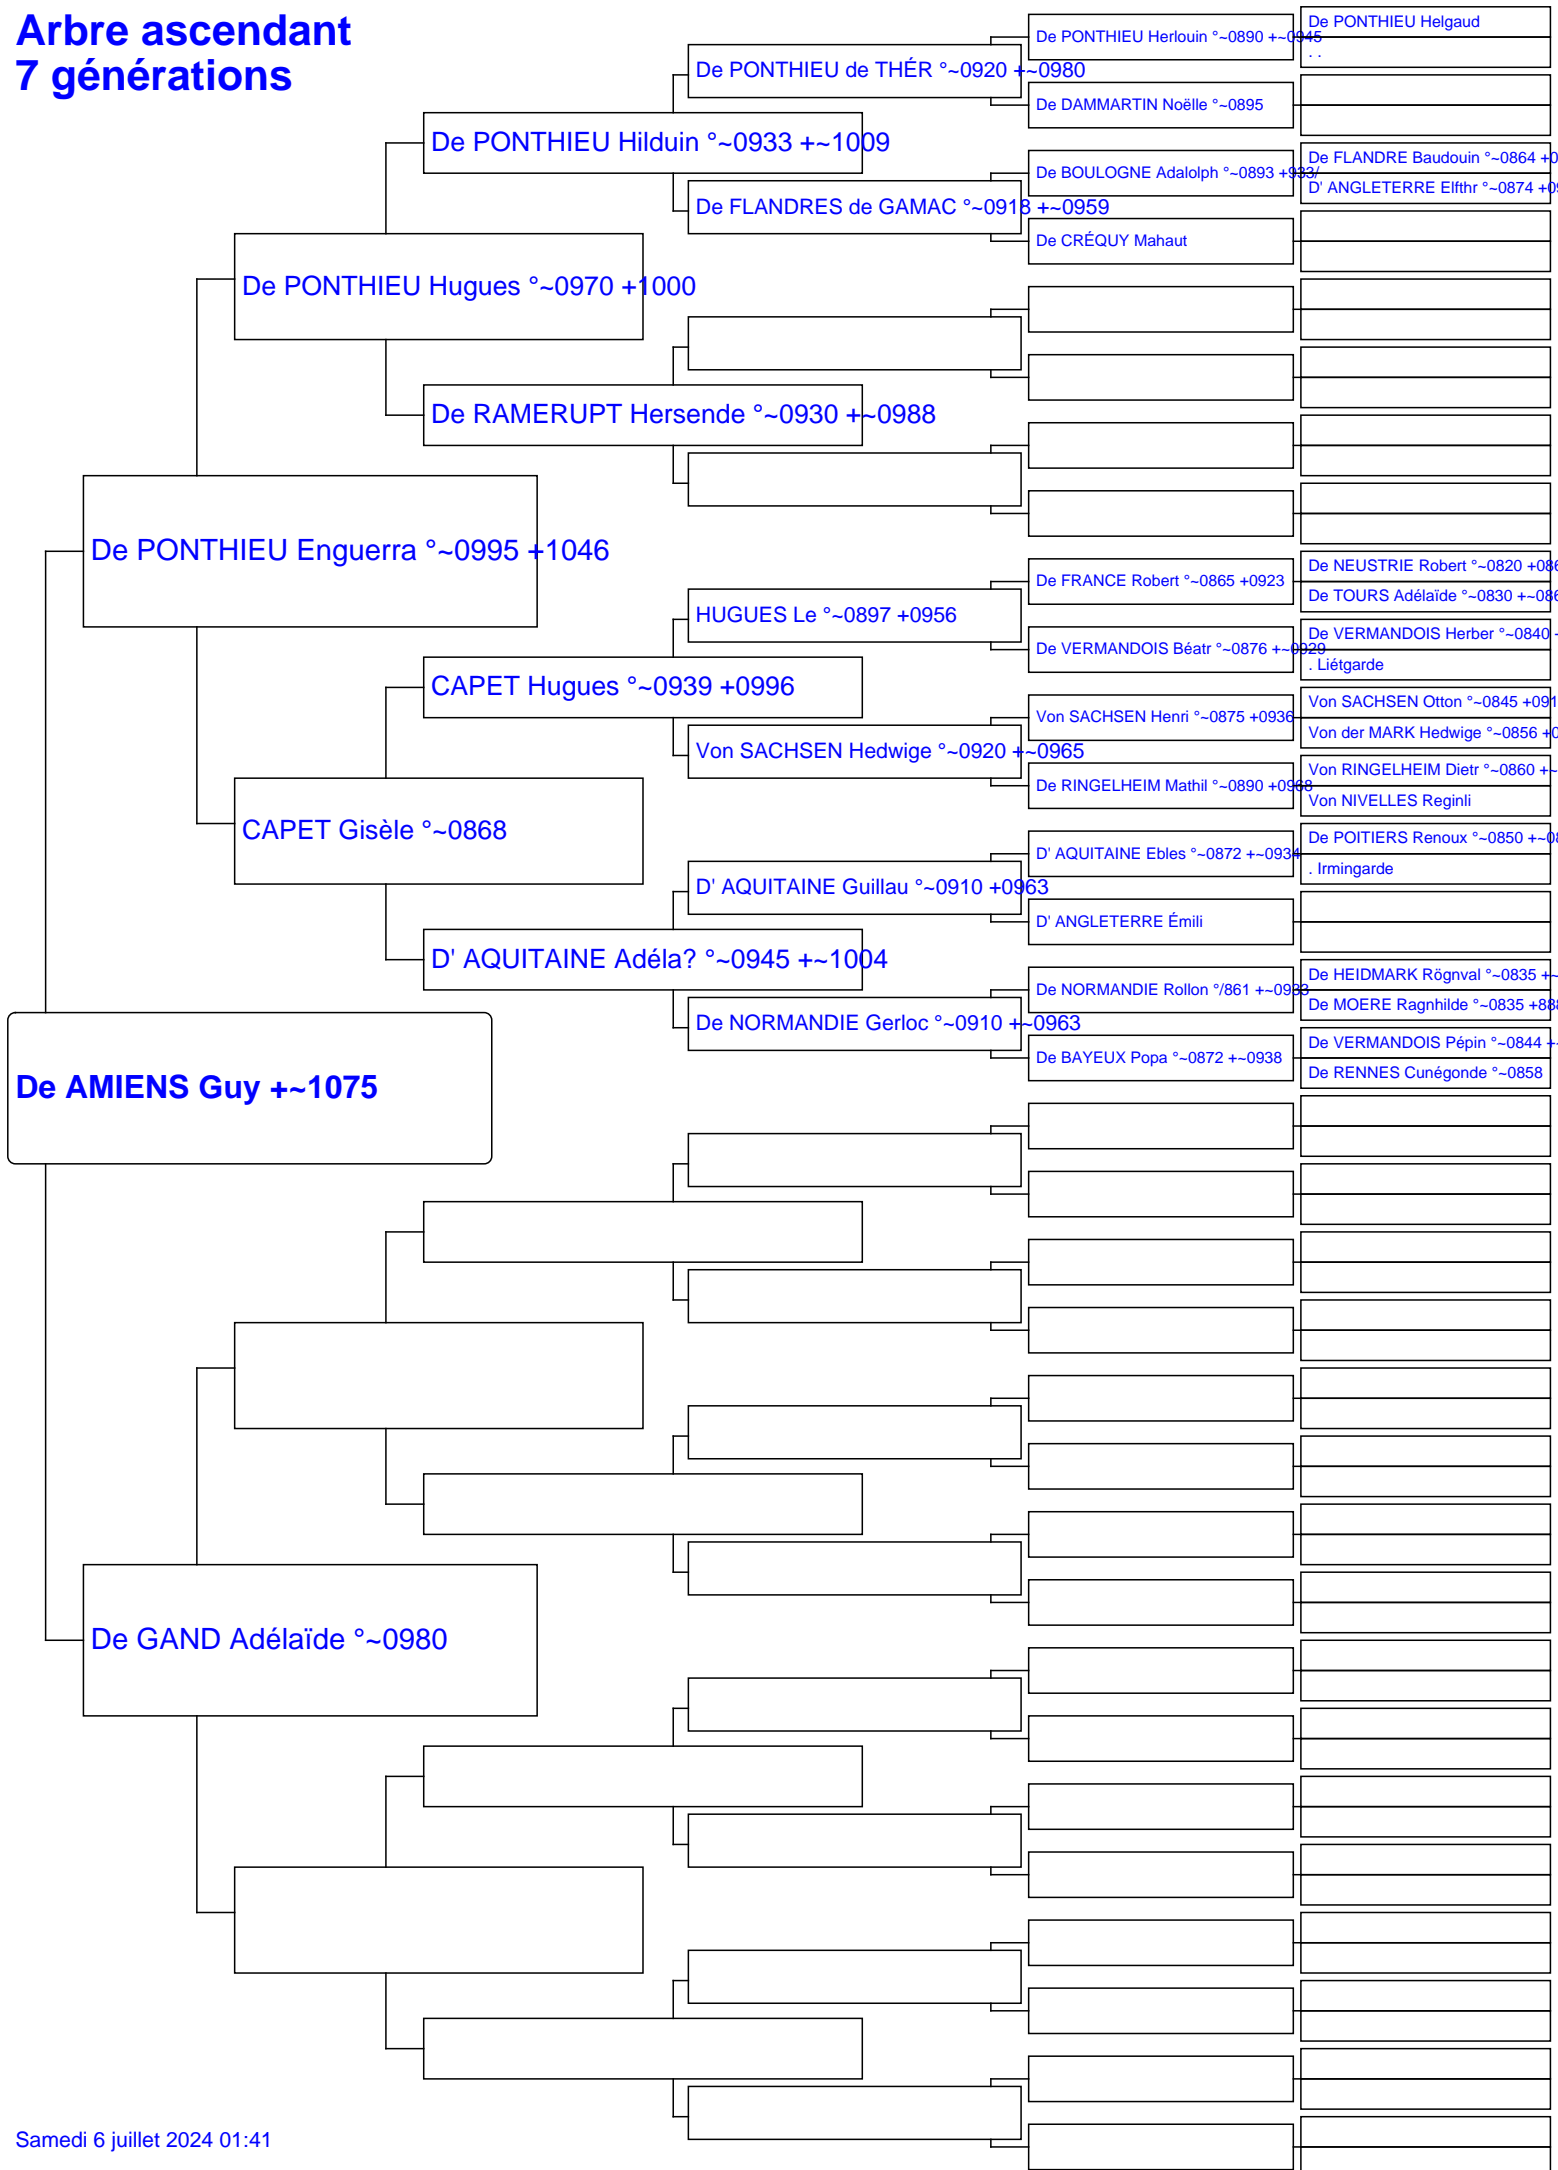 Arbre ascendant
7 générations
De AMIENS Guy +~1075
De PONTHIEU Enguerra °~0995 +1046
De GAND Adélaïde °~0980
De PONTHIEU Hugues °~0970 +1000
CAPET Gisèle °~0868
De PONTHIEU Hilduin °~0933 +~1009
De RAMERUPT Hersende °~0930 +~0988
CAPET Hugues °~0939 +0996
D' AQUITAINE Adéla? °~0945 +~1004
De PONTHIEU de THÉR °~0920 +~0980
De FLANDRES de GAMAC °~0918 +~0959
HUGUES Le °~0897 +0956
Von SACHSEN Hedwige °~0920 +~0965
D' AQUITAINE Guillau °~0910 +0963
De NORMANDIE Gerloc °~0910 +~0963
De PONTHIEU Herlouin °~0890 +~0945
De DAMMARTIN Noëlle °~0895
De BOULOGNE Adalolph °~0893 +933/
De CRÉQUY Mahaut
De FRANCE Robert °~0865 +0923
De VERMANDOIS Béatr °~0876 +~0929
Von SACHSEN Henri °~0875 +0936
De RINGELHEIM Mathil °~0890 +0968
D' AQUITAINE Ebles °~0872 +~0934
D' ANGLETERRE Émili
De NORMANDIE Rollon °/861 +~0933
De BAYEUX Popa °~0872 +~0938
De PONTHIEU Helgaud
. .
De FLANDRE Baudouin °~0864 +0
D' ANGLETERRE Elfthr °~0874 +09
De NEUSTRIE Robert °~0820 +086
De TOURS Adélaïde °~0830 +~086
De VERMANDOIS Herber °~0840 +
. Liétgarde
Von SACHSEN Otton °~0845 +091
Von der MARK Hedwige °~0856 +0
Von RINGELHEIM Dietr °~0860 +~
Von NIVELLES Reginli
De POITIERS Renoux °~0850 +~08
. Irmingarde
De HEIDMARK Rögnval °~0835 +~
De MOERE Ragnhilde °~0835 +888
De VERMANDOIS Pépin °~0844 +~
De RENNES Cunégonde °~0858
Samedi 6 juillet 2024 01:41